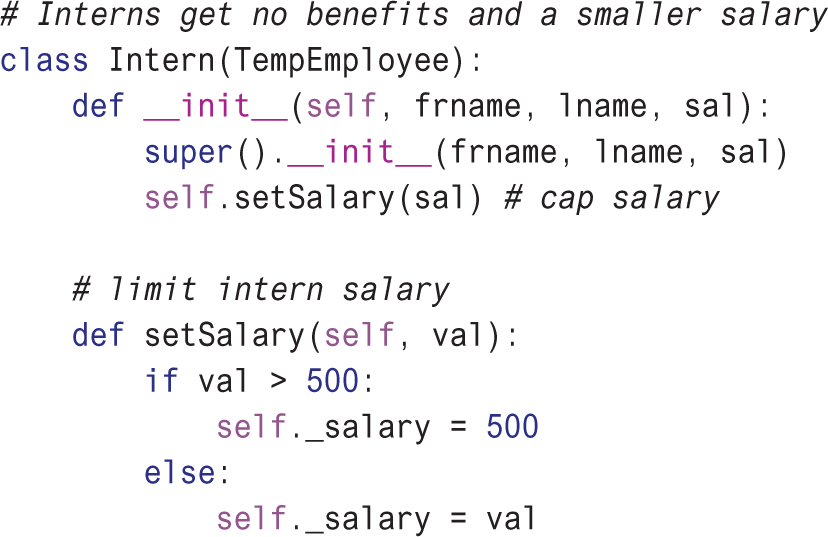 # Interns get no benefits and a smaller salary
class Intern(TempEmployee):
    def __init__(self, frname, lname, sal):
        super().__init__(frname, lname, sal)
        self.setSalary(sal) # cap salary

    # limit intern salary
    def setSalary(self, val):
        if val > 500:
            self._salary = 500
        else:
            self._salary = val